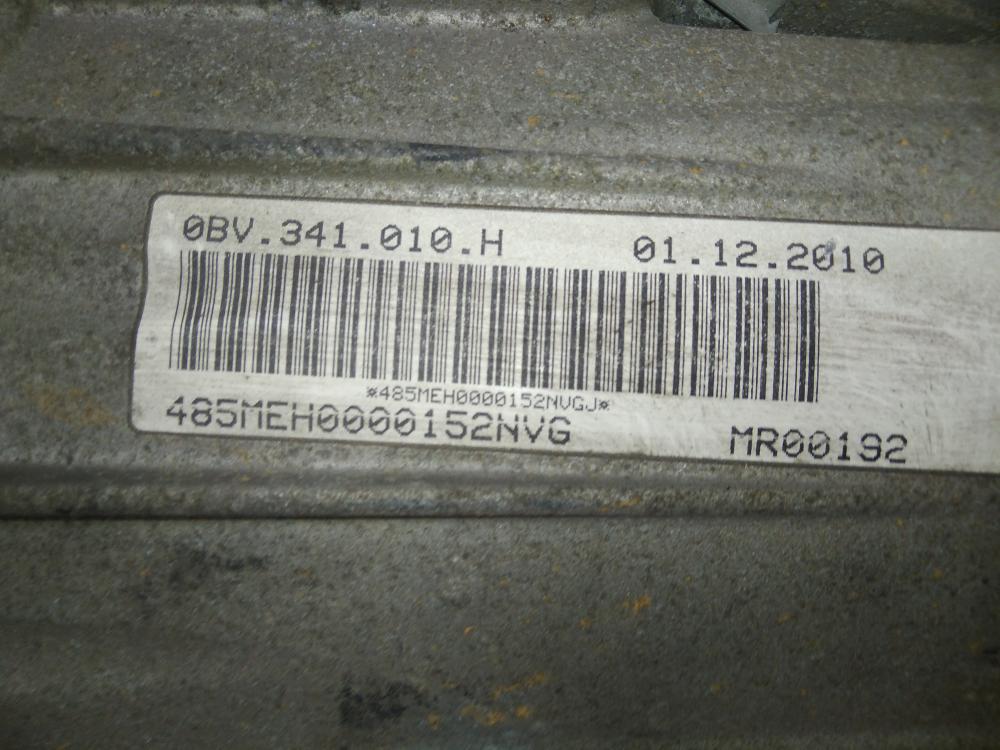 0BV.341.010.H 01.12.2010
*485MEH0000152NVGJ*
485MEH0000152NVG MR00192